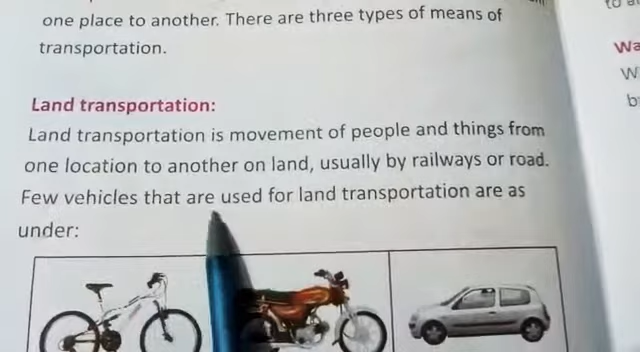 one place to another. There are three types of means of
transportation.
Land transportation:
Land transportation is movement of people and things from
one location to another on land, usually by railways or road.
Few vehicles that are used for land transportation are as
under:
Wa
W